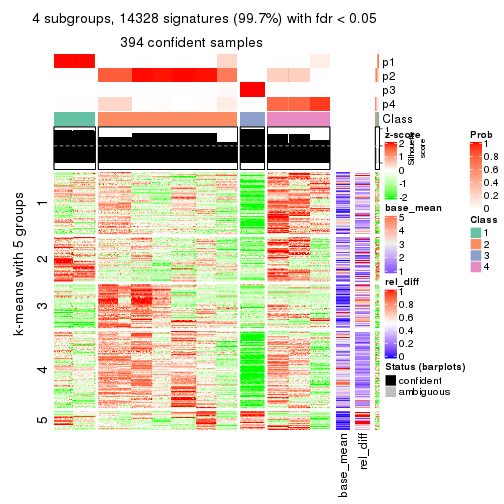 4 subgroups, 14328 signatures (99.7%) with fdr < 0.05
394 confident samples
p1
p2
p3
p4
Class
Silhouette
score
k-means with 5 groups
1
2
3
4
5
base_mean
rel_diff
z-score
2
1
0
-1
-2
base_mean
5
4
3
2
1
rel_diff
1
0.8
0.6
0.4
0.2
0
Status (barplots)
confident
ambiguous
Prob
1
0.8
0.6
0.4
0.2
0
Class
1
2
3
4